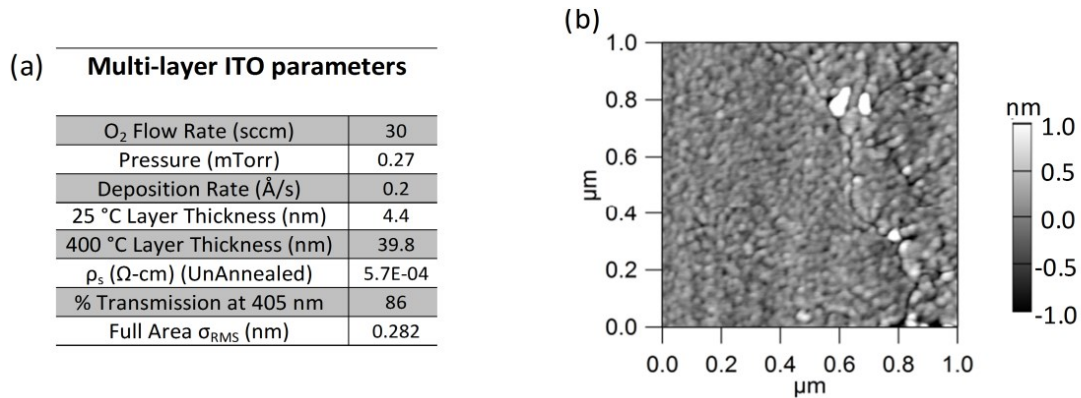 (a) Multi-layer ITO parameters
O₂ Flow Rate (sccm) 30
Pressure (mTorr) 0.27
Deposition Rate (Å/s) 0.2
25 °C Layer Thickness (nm) 4.4
400 °C Layer Thickness (nm) 39.8
ρₛ (Ω-cm) (UnAnnealed) 5.7E-04
% Transmission at 405 nm 86
Full Area σRMS (nm) 0.282
(b)
1.0
0.8
0.6
0.4
0.2
0.0
μm
0.0 0.2 0.4 0.6 0.8 1.0
μm
nm
1.0
0.5
0.0
-0.5
-1.0